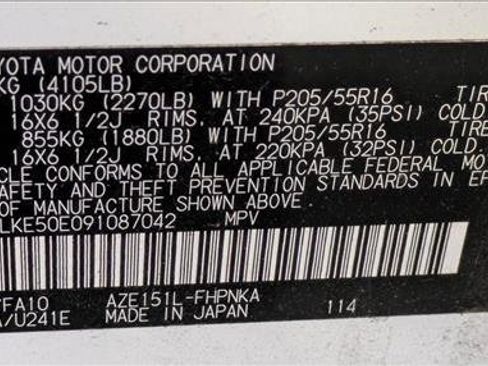 YOTA MOTOR CORPORATION
KG (4105LB)
1030KG (2270LB) WITH P205/55R16 TIR
16X6 1/2J RIMS, AT 240KPA (35PSI) COLD
855KG (1880LB) WITH P205/55R16 TIRE
16X6 1/2J RIMS, AT 220KPA (32PSI) COLD.
CLE CONFORMS TO ALL APPLICABLE FEDERAL MO
AFETY AND THEFT PREVENTION STANDARDS IN EF
OF MANUFACTURE SHOWN ABOVE.
LKE50E091087042 MPV
FA10 AZE151L-FHPNKA
A/U241E MADE IN JAPAN 114